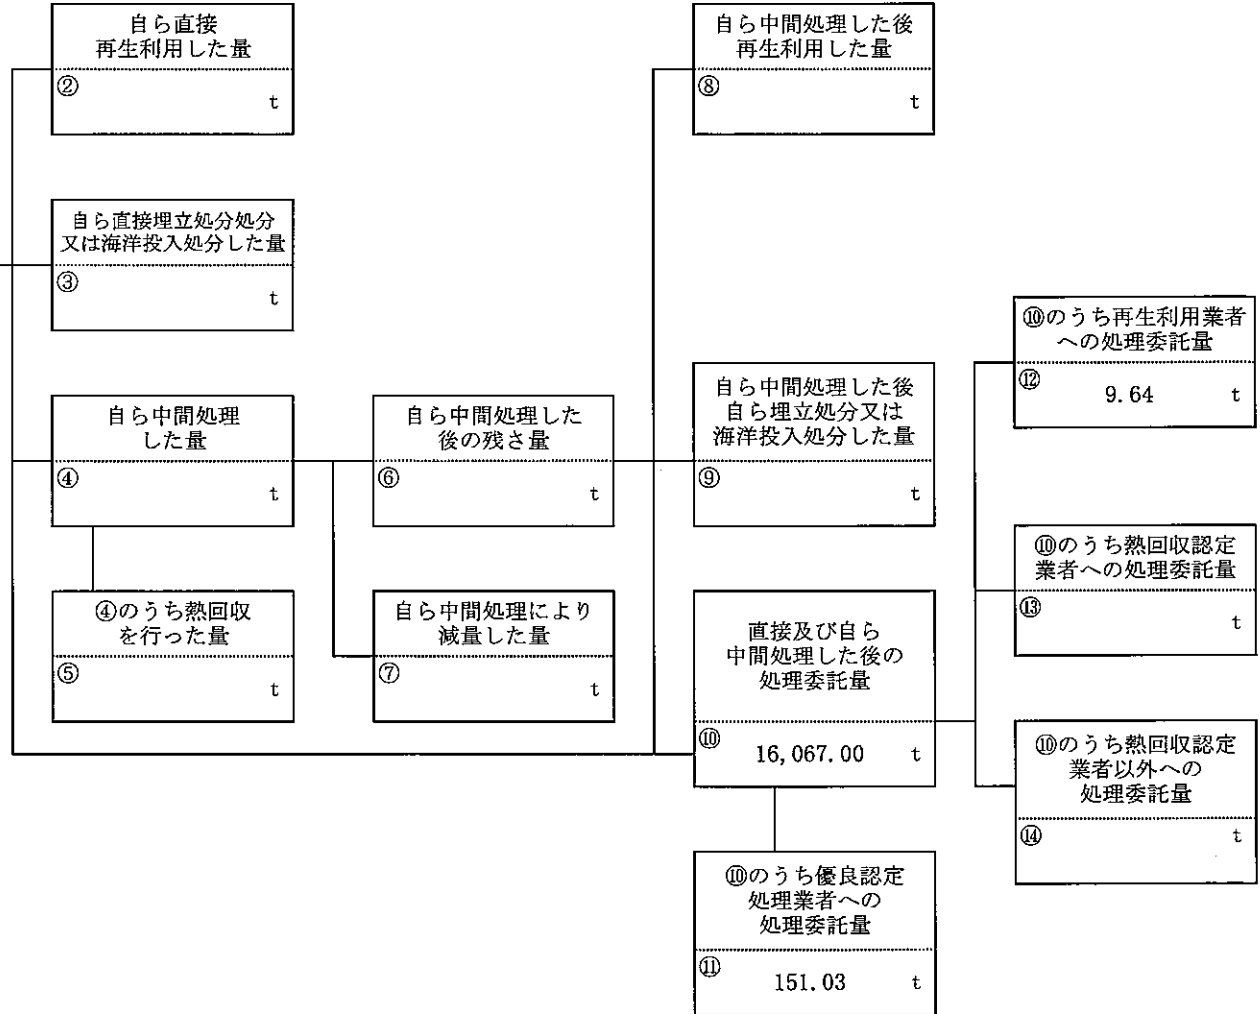 自ら直接
再生利用した量
②
t
自ら直接埋立処分処分
又は海洋投入処分した量
③
t
自ら中間処理
した量
④
t
④のうち熱回収
を行った量
⑤
t
自ら中間処理した
後の残さ量
⑥
t
自ら中間処理により
減量した量
⑦
t
自ら中間処理した後
再生利用した量
⑧
t
自ら中間処理した後
自ら埋立処分又は
海洋投入処分した量
⑨
t
直接及び自ら
中間処理した後の
処理委託量
⑩
16,067.00 t
⑩のうち優良認定
処理業者への
処理委託量
⑪
151.03 t
⑩のうち再生利用業者
への処理委託量
⑫
9.64 t
⑩のうち熱回収認定
業者への処理委託量
⑬
t
⑩のうち熱回収認定
業者以外への
処理委託量
⑭
t